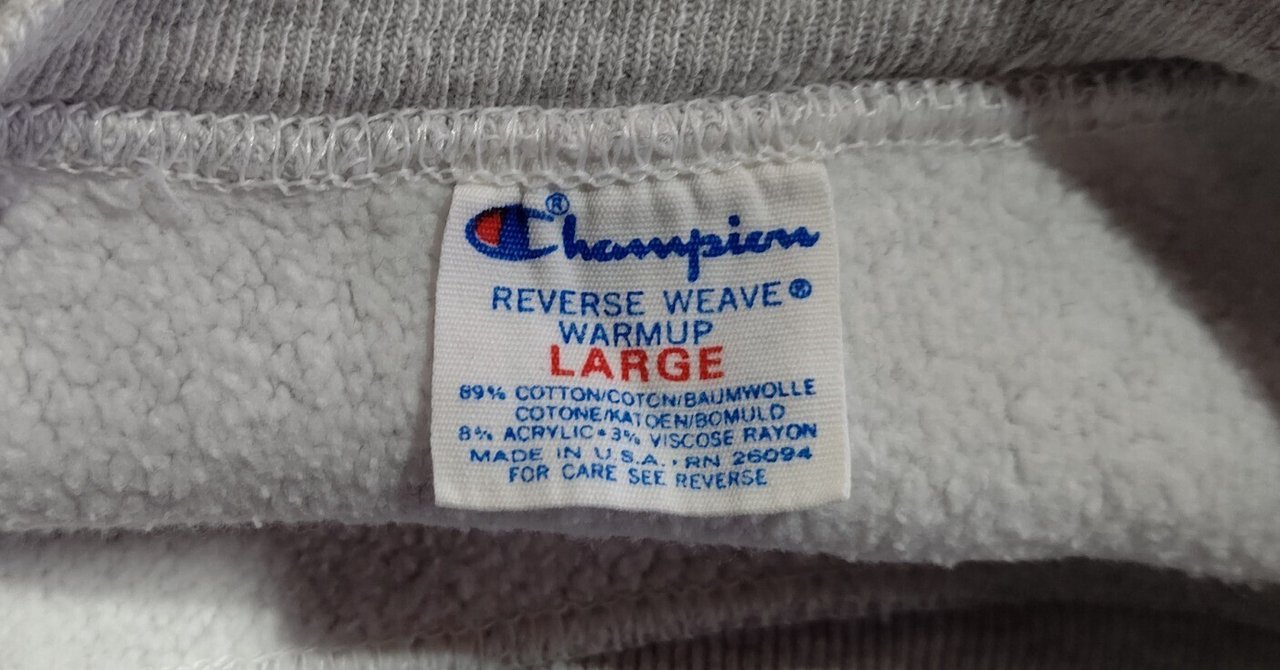 Champion®
REVERSE WEAVE®
WARMUP
LARGE
89% COTTON/COTON/BAUMWOLLE
COTONE/KATOEN/BOMULD
8% ACRYLIC•3% VISCOSE RAYON
MADE IN U.S.A. • RN 26094
FOR CARE SEE REVERSE